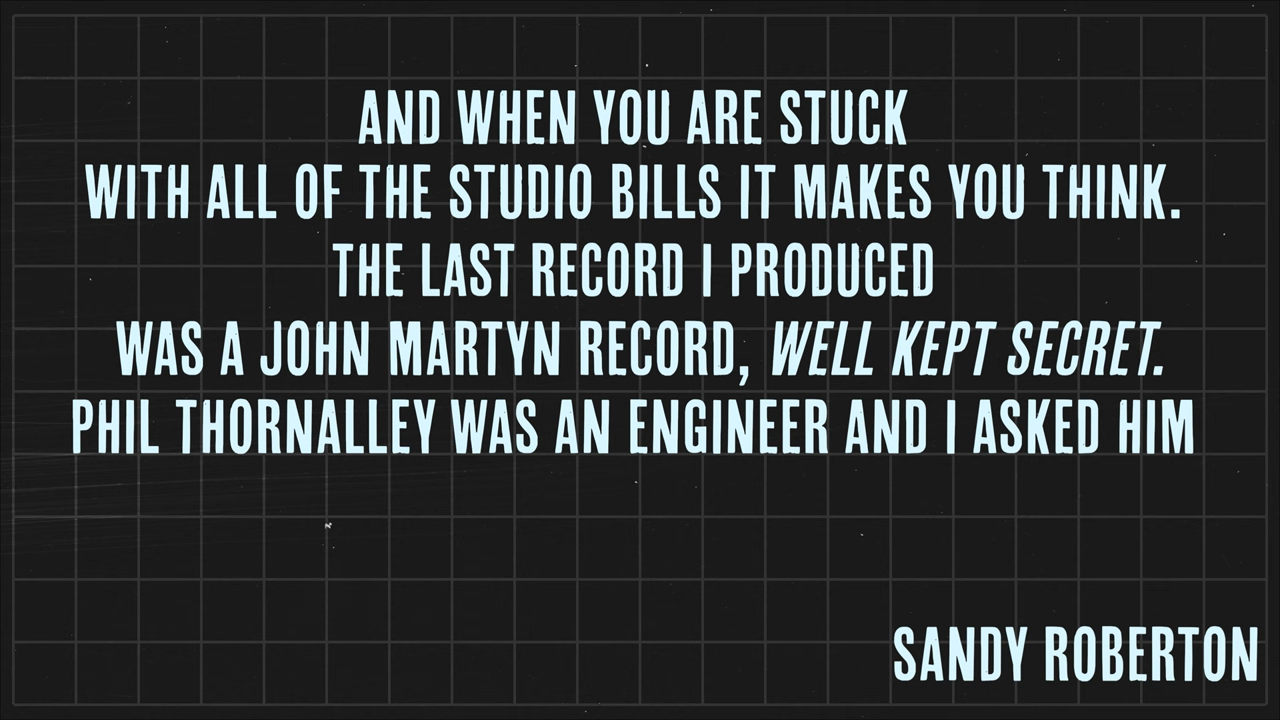 AND WHEN YOU ARE STUCK
WITH ALL OF THE STUDIO BILLS IT MAKES YOU THINK.
THE LAST RECORD I PRODUCED
WAS A JOHN MARTYN RECORD, WELL KEPT SECRET.
PHIL THORNALLEY WAS AN ENGINEER AND I ASKED HIM
SANDY ROBERTON